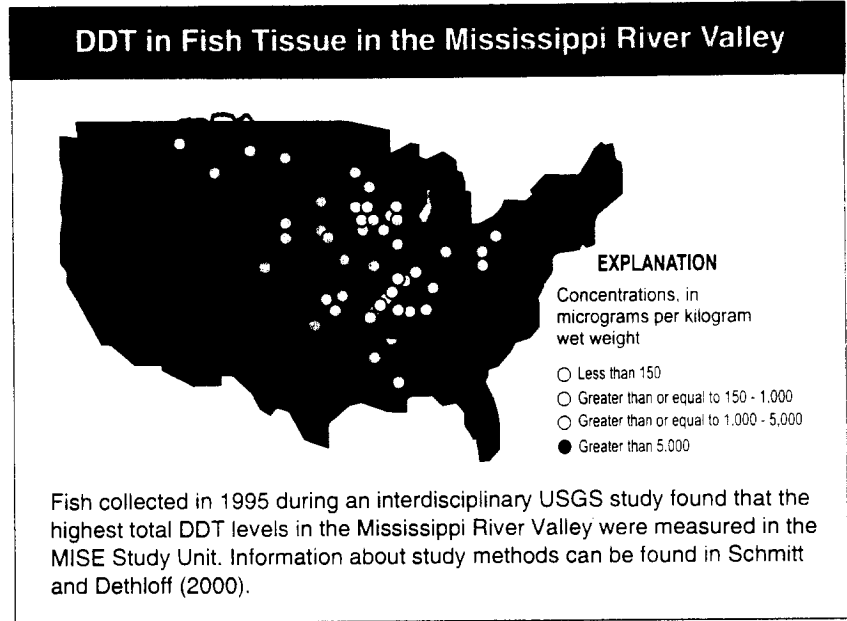 DDT in Fish Tissue in the Mississippi River Valley
EXPLANATION
Concentrations, in
micrograms per kilogram
wet weight
Less than 150
Greater than or equal to 150 - 1.000
Greater than or equal to 1.000 - 5,000
Greater than 5.000
Fish collected in 1995 during an interdisciplinary USGS study found that the
highest total DDT levels in the Mississippi River Valley were measured in the
MISE Study Unit. Information about study methods can be found in Schmitt
and Dethloff (2000).